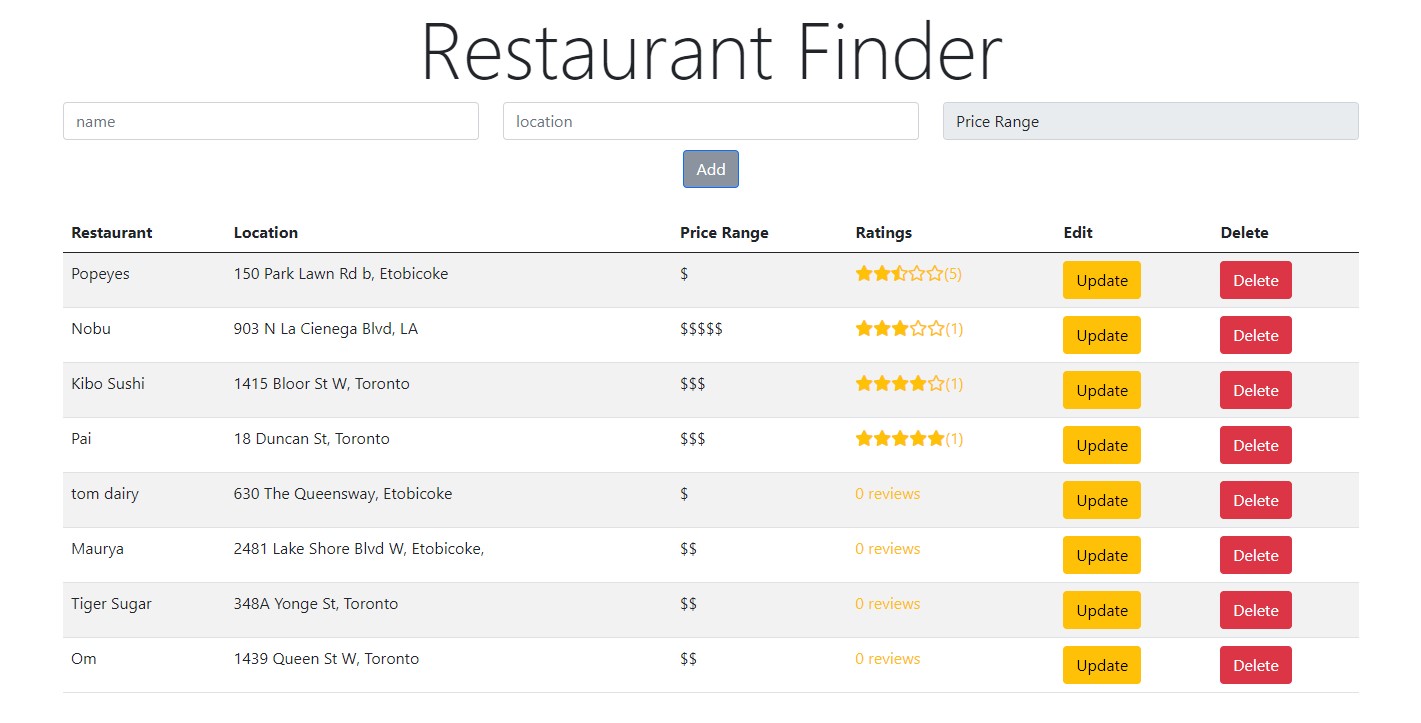 Restaurant Finder
name location Price Range
Add
Restaurant Location Price Range Ratings Edit Delete
Popeyes 150 Park Lawn Rd b, Etobicoke $ (5) Update Delete
Nobu 903 N La Cienega Blvd, LA $$$$$ (1) Update Delete
Kibo Sushi 1415 Bloor St W, Toronto $$$ (1) Update Delete
Pai 18 Duncan St, Toronto $$$ (1) Update Delete
tom dairy 630 The Queensway, Etobicoke $ 0 reviews Update Delete
Maurya 2481 Lake Shore Blvd W, Etobicoke, $$ 0 reviews Update Delete
Tiger Sugar 348A Yonge St, Toronto $$ 0 reviews Update Delete
Om 1439 Queen St W, Toronto $$ 0 reviews Update Delete